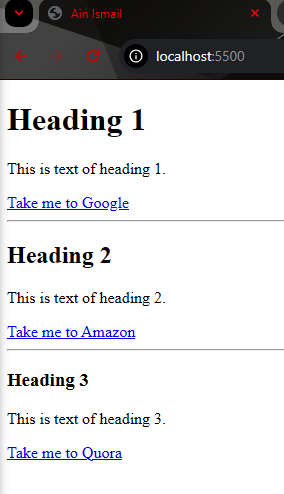 Ain Ismail
localhost:5500
Heading 1
This is text of heading 1.
Take me to Google
Heading 2
This is text of heading 2.
Take me to Amazon
Heading 3
This is text of heading 3.
Take me to Quora